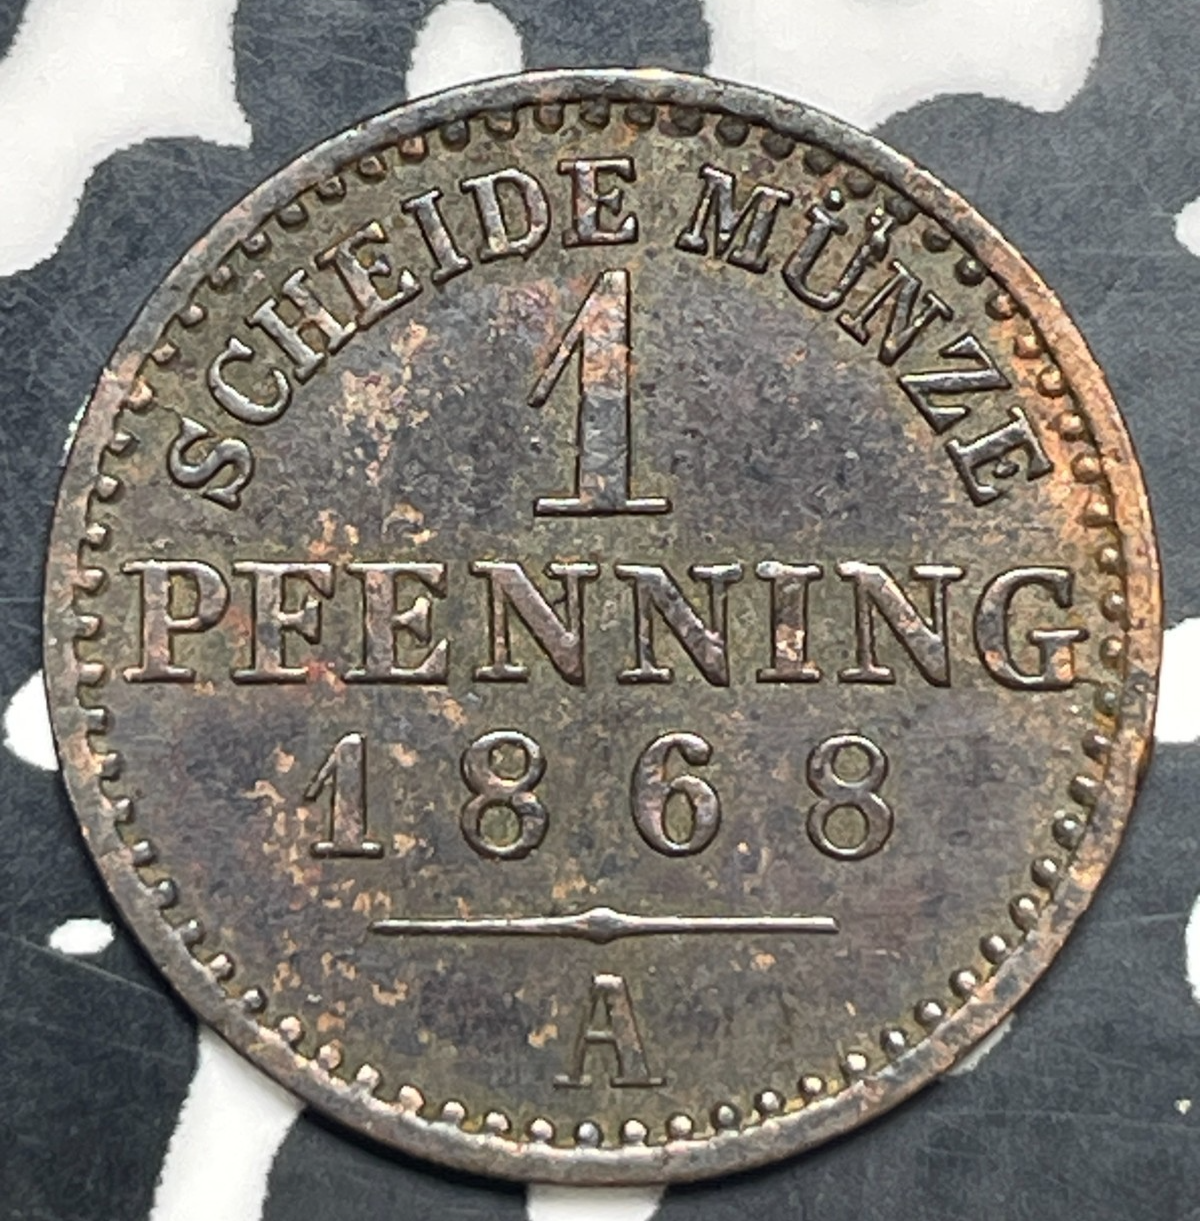 SCHEIDE MÜNZE
1
PFENNING
1868
A